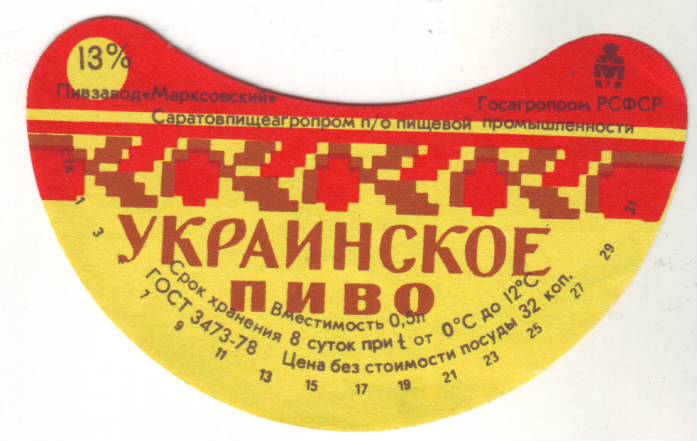 13%
Пивзавод «Марксовский»
Госагропром РСФСР
Саратовпищеагропром п/о пищевой промышленности
СТК
УКРАИНСКОЕ
ПИВО
Вместимость 0,5л
Срок хранения 8 суток при t от 0°С до 12°С
ГОСТ 3473-78 Цена без стоимости посуды 32 коп.
1 3 7 9 11 13 15 17 19 21 23 25 27 29 31